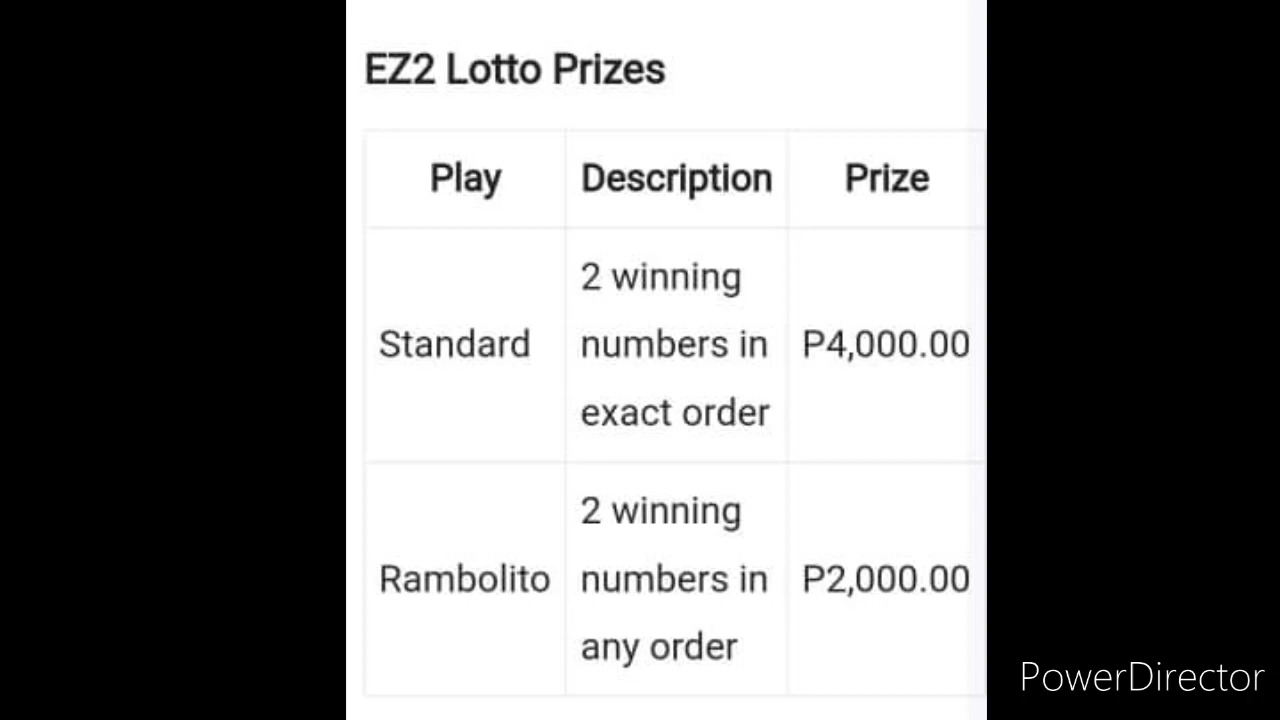 EZ2 Lotto Prizes
Play Description Prize
2 winning
Standard numbers in P4,000.00
exact order
2 winning
Rambolito numbers in P2,000.00
any order
PowerDirector